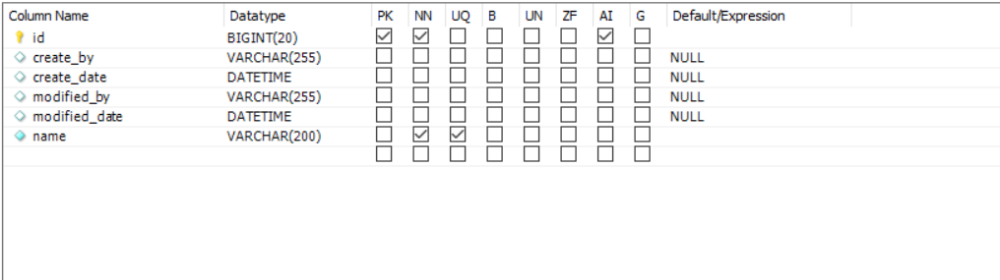 Column Name Datatype PK NN UQ B UN ZF AI G Default/Expression
id BIGINT(20)
create_by VARCHAR(255) NULL
create_date DATETIME NULL
modified_by VARCHAR(255) NULL
modified_date DATETIME NULL
name VARCHAR(200)